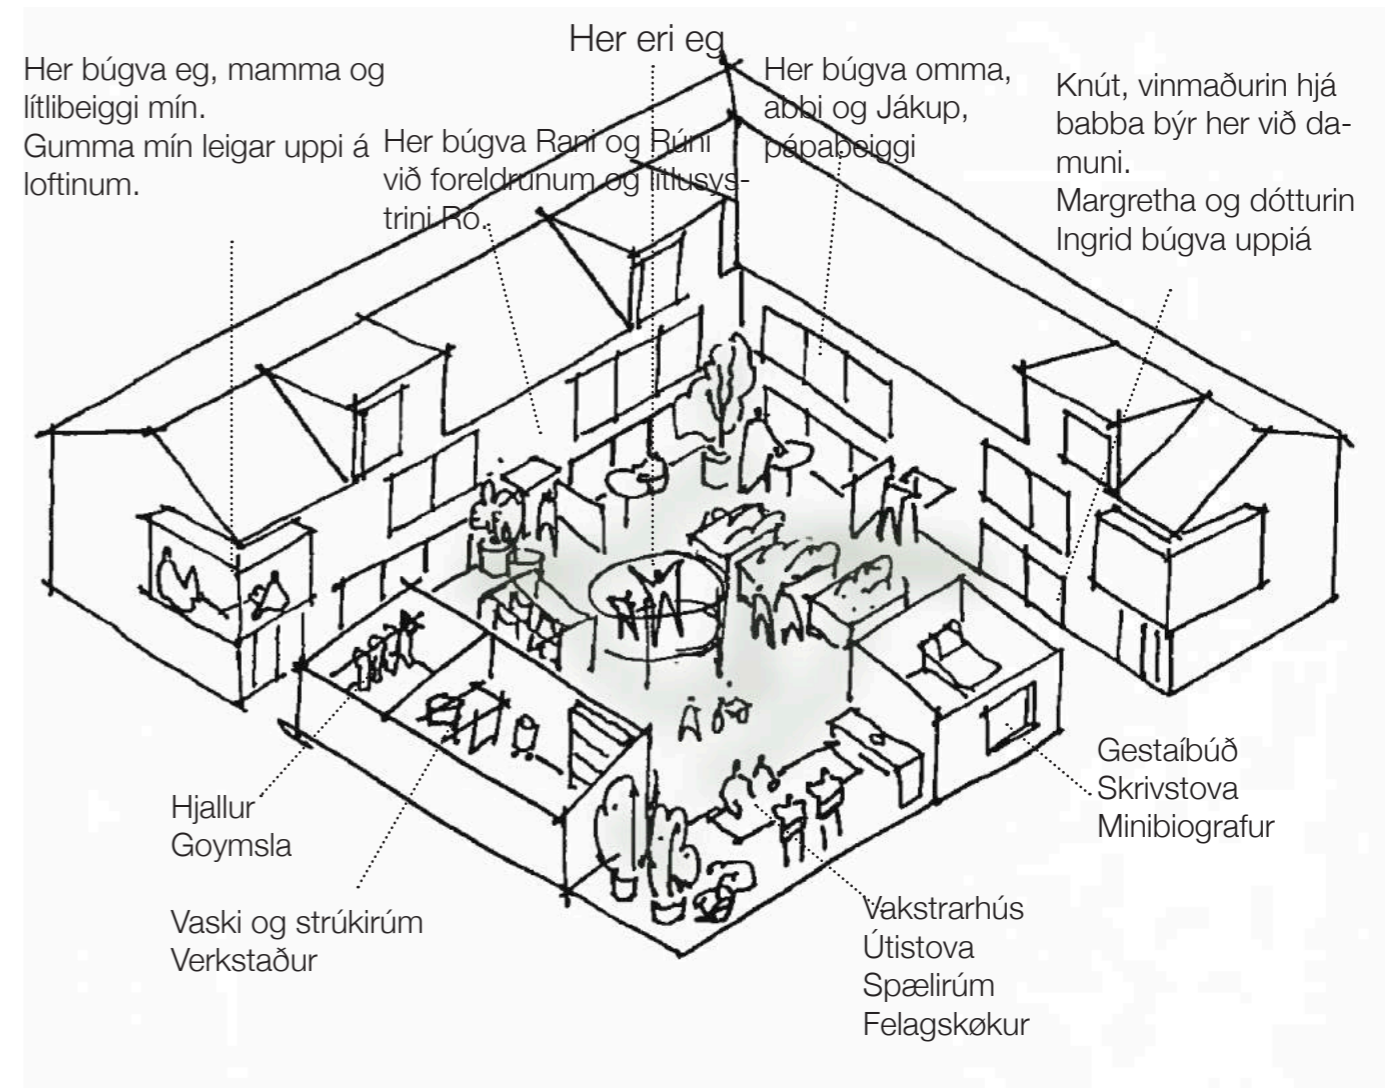 Her eri eg
Her búgva eg, mamma og
lítlibeiggi mín.
Gumma mín leigar uppi á
loftinum.
Her búgva Rani og Rúni
við foreldrunum og lítlusys-
trini Ró.
Her búgva omma,
abbi og Jákup,
pápabeiggi
Knút, vinmaðurin hjá
babba býr her við da-
muni.
Margretha og dótturin
Ingrid búgva uppiá
Hjallur
Goymsla
Vaski og strúkirúm
Verkstaður
Gestaíbúð
Skrivstova
Minibiografur
Vakstrarhús
Útistova
Spælirúm
Felagskøkur